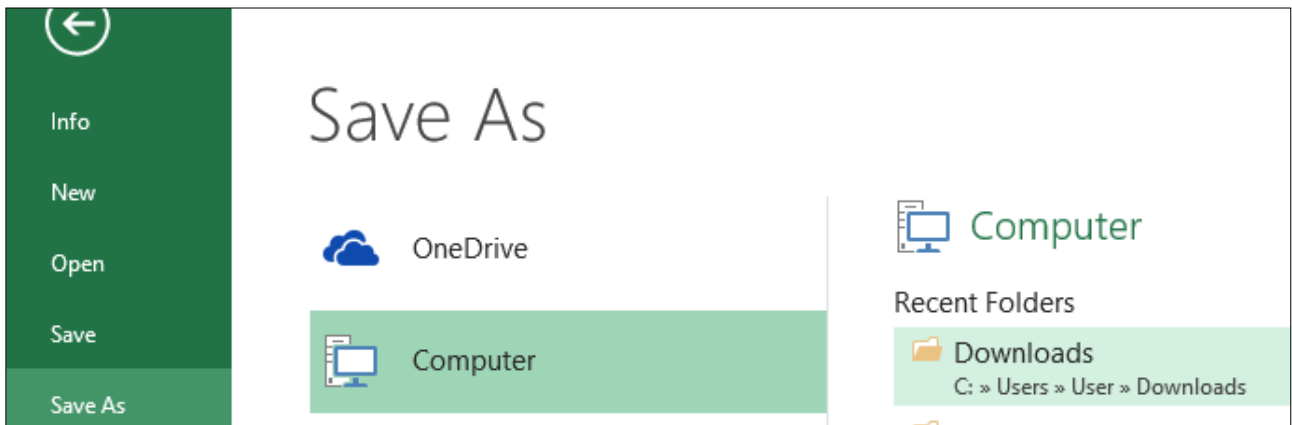 Info
New
Open
Save
Save As
Save As
OneDrive
Computer
Computer
Recent Folders
Downloads
C: » Users » User » Downloads